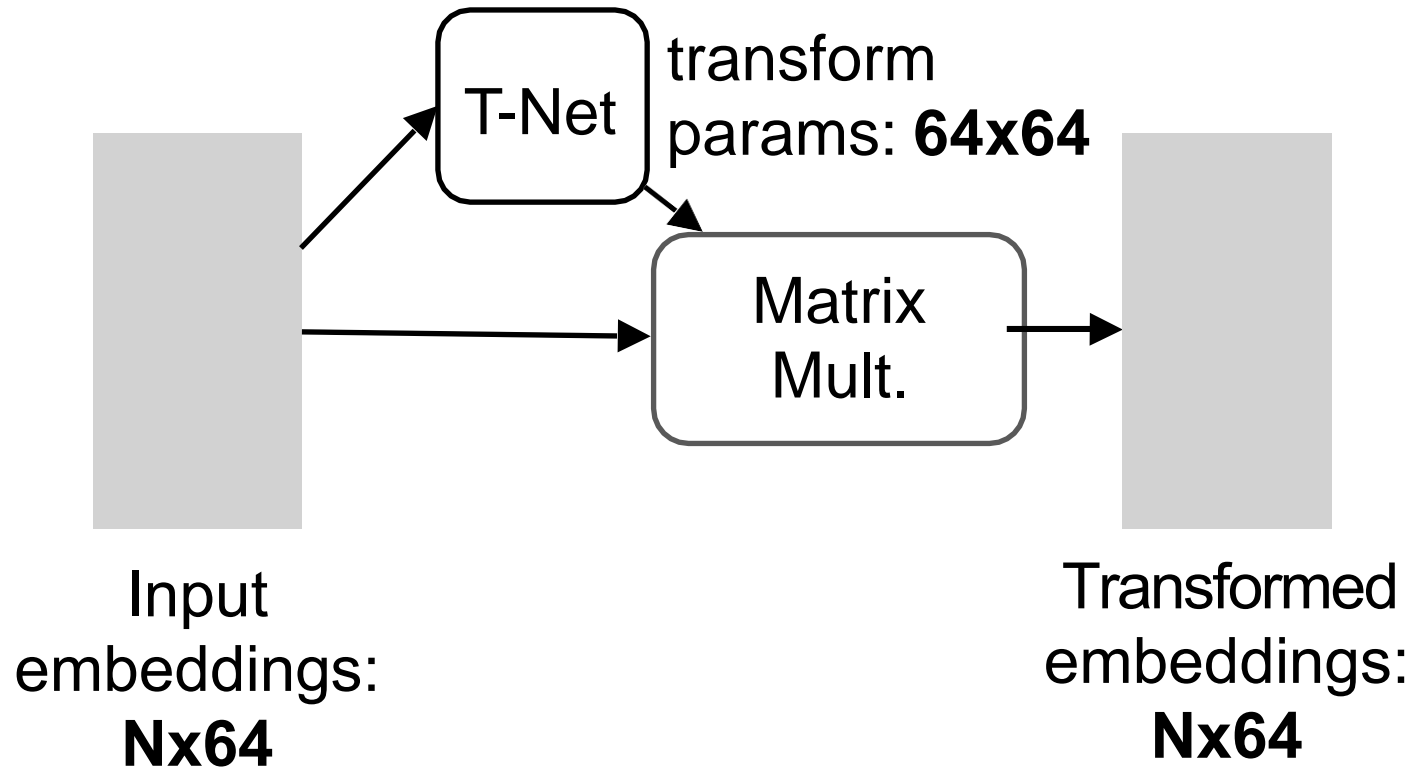 T-Net
transform
params: 64x64
Matrix
Mult.
Input
embeddings:
Nx64
Transformed
embeddings:
Nx64